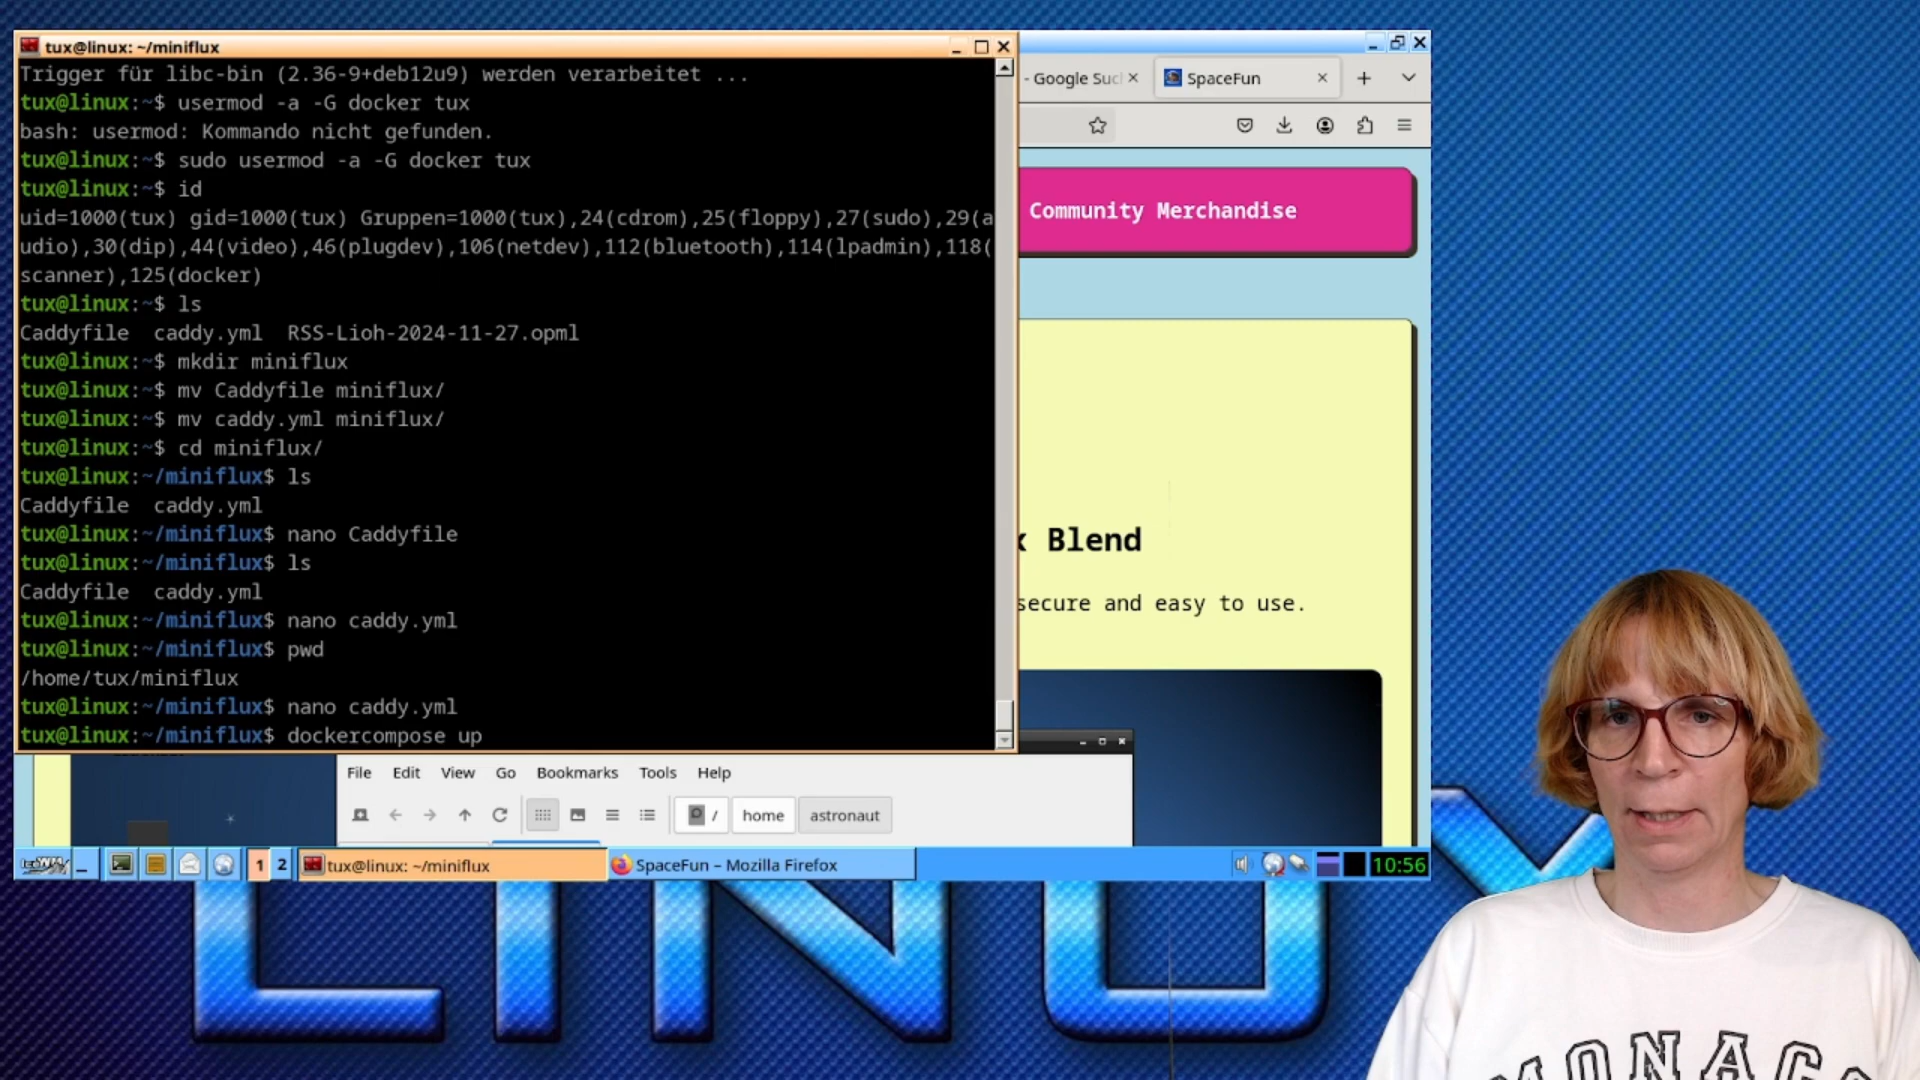 tux@linux: ~/miniflux
Trigger für libc-bin (2.36-9+deb12u9) werden verarbeitet ...
tux@linux:~$ usermod -a -G docker tux
bash: usermod: Kommando nicht gefunden.
tux@linux:~$ sudo usermod -a -G docker tux
tux@linux:~$ id
uid=1000(tux) gid=1000(tux) Gruppen=1000(tux),24(cdrom),25(floppy),27(sudo),29(a
udio),30(dip),44(video),46(plugdev),106(netdev),112(bluetooth),114(lpadmin),118(
scanner),125(docker)
tux@linux:~$ ls
Caddyfile  caddy.yml  RSS-Lioh-2024-11-27.opml
tux@linux:~$ mkdir miniflux
tux@linux:~$ mv Caddyfile miniflux/
tux@linux:~$ mv caddy.yml miniflux/
tux@linux:~$ cd miniflux/
tux@linux:~/miniflux$ ls
Caddyfile  caddy.yml
tux@linux:~/miniflux$ nano Caddyfile
tux@linux:~/miniflux$ ls
Caddyfile  caddy.yml
tux@linux:~/miniflux$ nano caddy.yml
tux@linux:~/miniflux$ pwd
/home/tux/miniflux
tux@linux:~/miniflux$ nano caddy.yml
tux@linux:~/miniflux$ dockercompose up
- Google Suc
SpaceFun
Community Merchandise
x Blend
secure and easy to use.
File Edit View Go Bookmarks Tools Help
/ home astronaut
IceWM 1 2 tux@linux: ~/miniflux SpaceFun – Mozilla Firefox 10:56
LINUX
MONAC